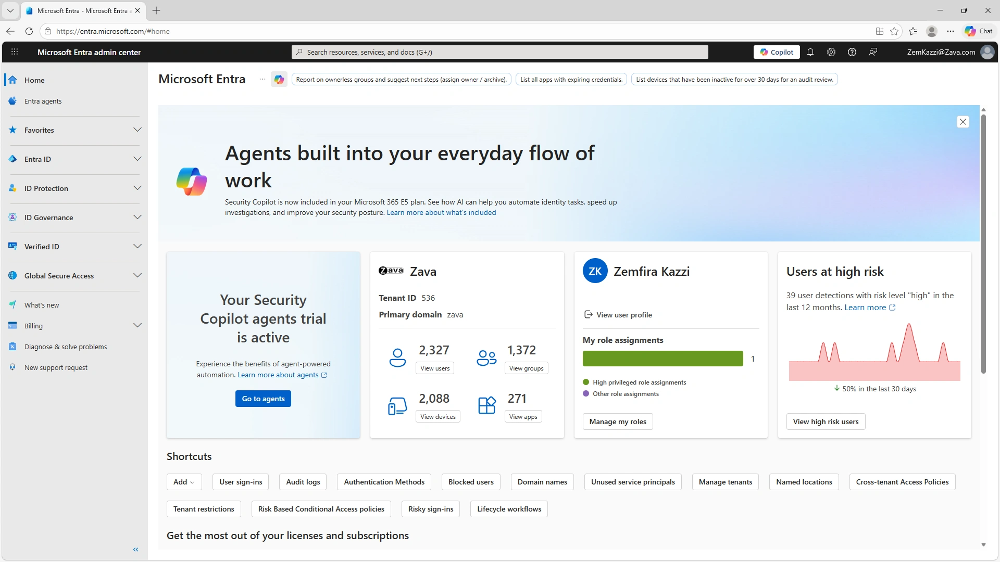 Microsoft Entra - Microsoft Entra a
https://entra.microsoft.com/#home
Chat
Microsoft Entra admin center
Search resources, services, and docs (G+/)
Copilot
ZemKazzi@Zava.com
Home
Entra agents
Favorites
Entra ID
ID Protection
ID Governance
Verified ID
Global Secure Access
What's new
Billing
Diagnose & solve problems
New support request
Microsoft Entra
...
Report on ownerless groups and suggest next steps (assign owner / archive).
List all apps with expiring credentials.
List devices that have been inactive for over 30 days for an audit review.
Agents built into your everyday flow of
work
Security Copilot is now included in your Microsoft 365 E5 plan. See how AI can help you automate identity tasks, speed up
investigations, and improve your security posture. Learn more about what's included
Your Security
Copilot agents trial
is active
Experience the benefits of agent-powered
automation. Learn more about agents
Go to agents
Zava
Zava
Tenant ID 536
Primary domain zava
2,327
View users
1,372
View groups
2,088
View devices
271
View apps
ZK
Zemfira Kazzi
View user profile
My role assignments
1
High privileged role assignments
Other role assignments
Manage my roles
Users at high risk
39 user detections with risk level "high" in the
last 12 months. Learn more
50% in the last 30 days
View high risk users
Shortcuts
Add
User sign-ins
Audit logs
Authentication Methods
Blocked users
Domain names
Unused service principals
Manage tenants
Named locations
Cross-tenant Access Policies
Tenant restrictions
Risk Based Conditional Access policies
Risky sign-ins
Lifecycle workflows
Get the most out of your licenses and subscriptions